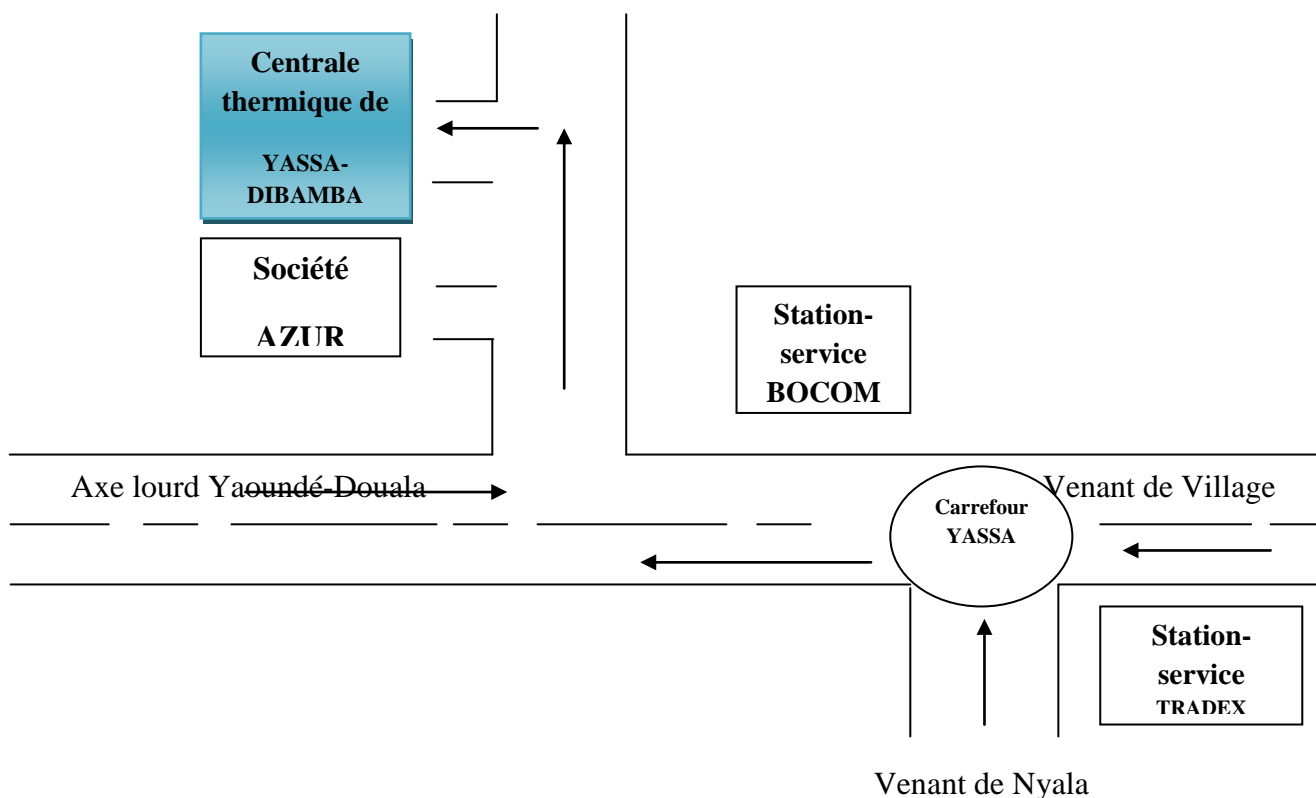 Centrale
thermique de
YASSA-
DIBAMBA
Société
AZUR
Station-
service
BOCOM
Axe lourd Yaoundé-Douala
Carrefour
YASSA
Venant de Village
Station-
service
TRADEX
Venant de Nyala